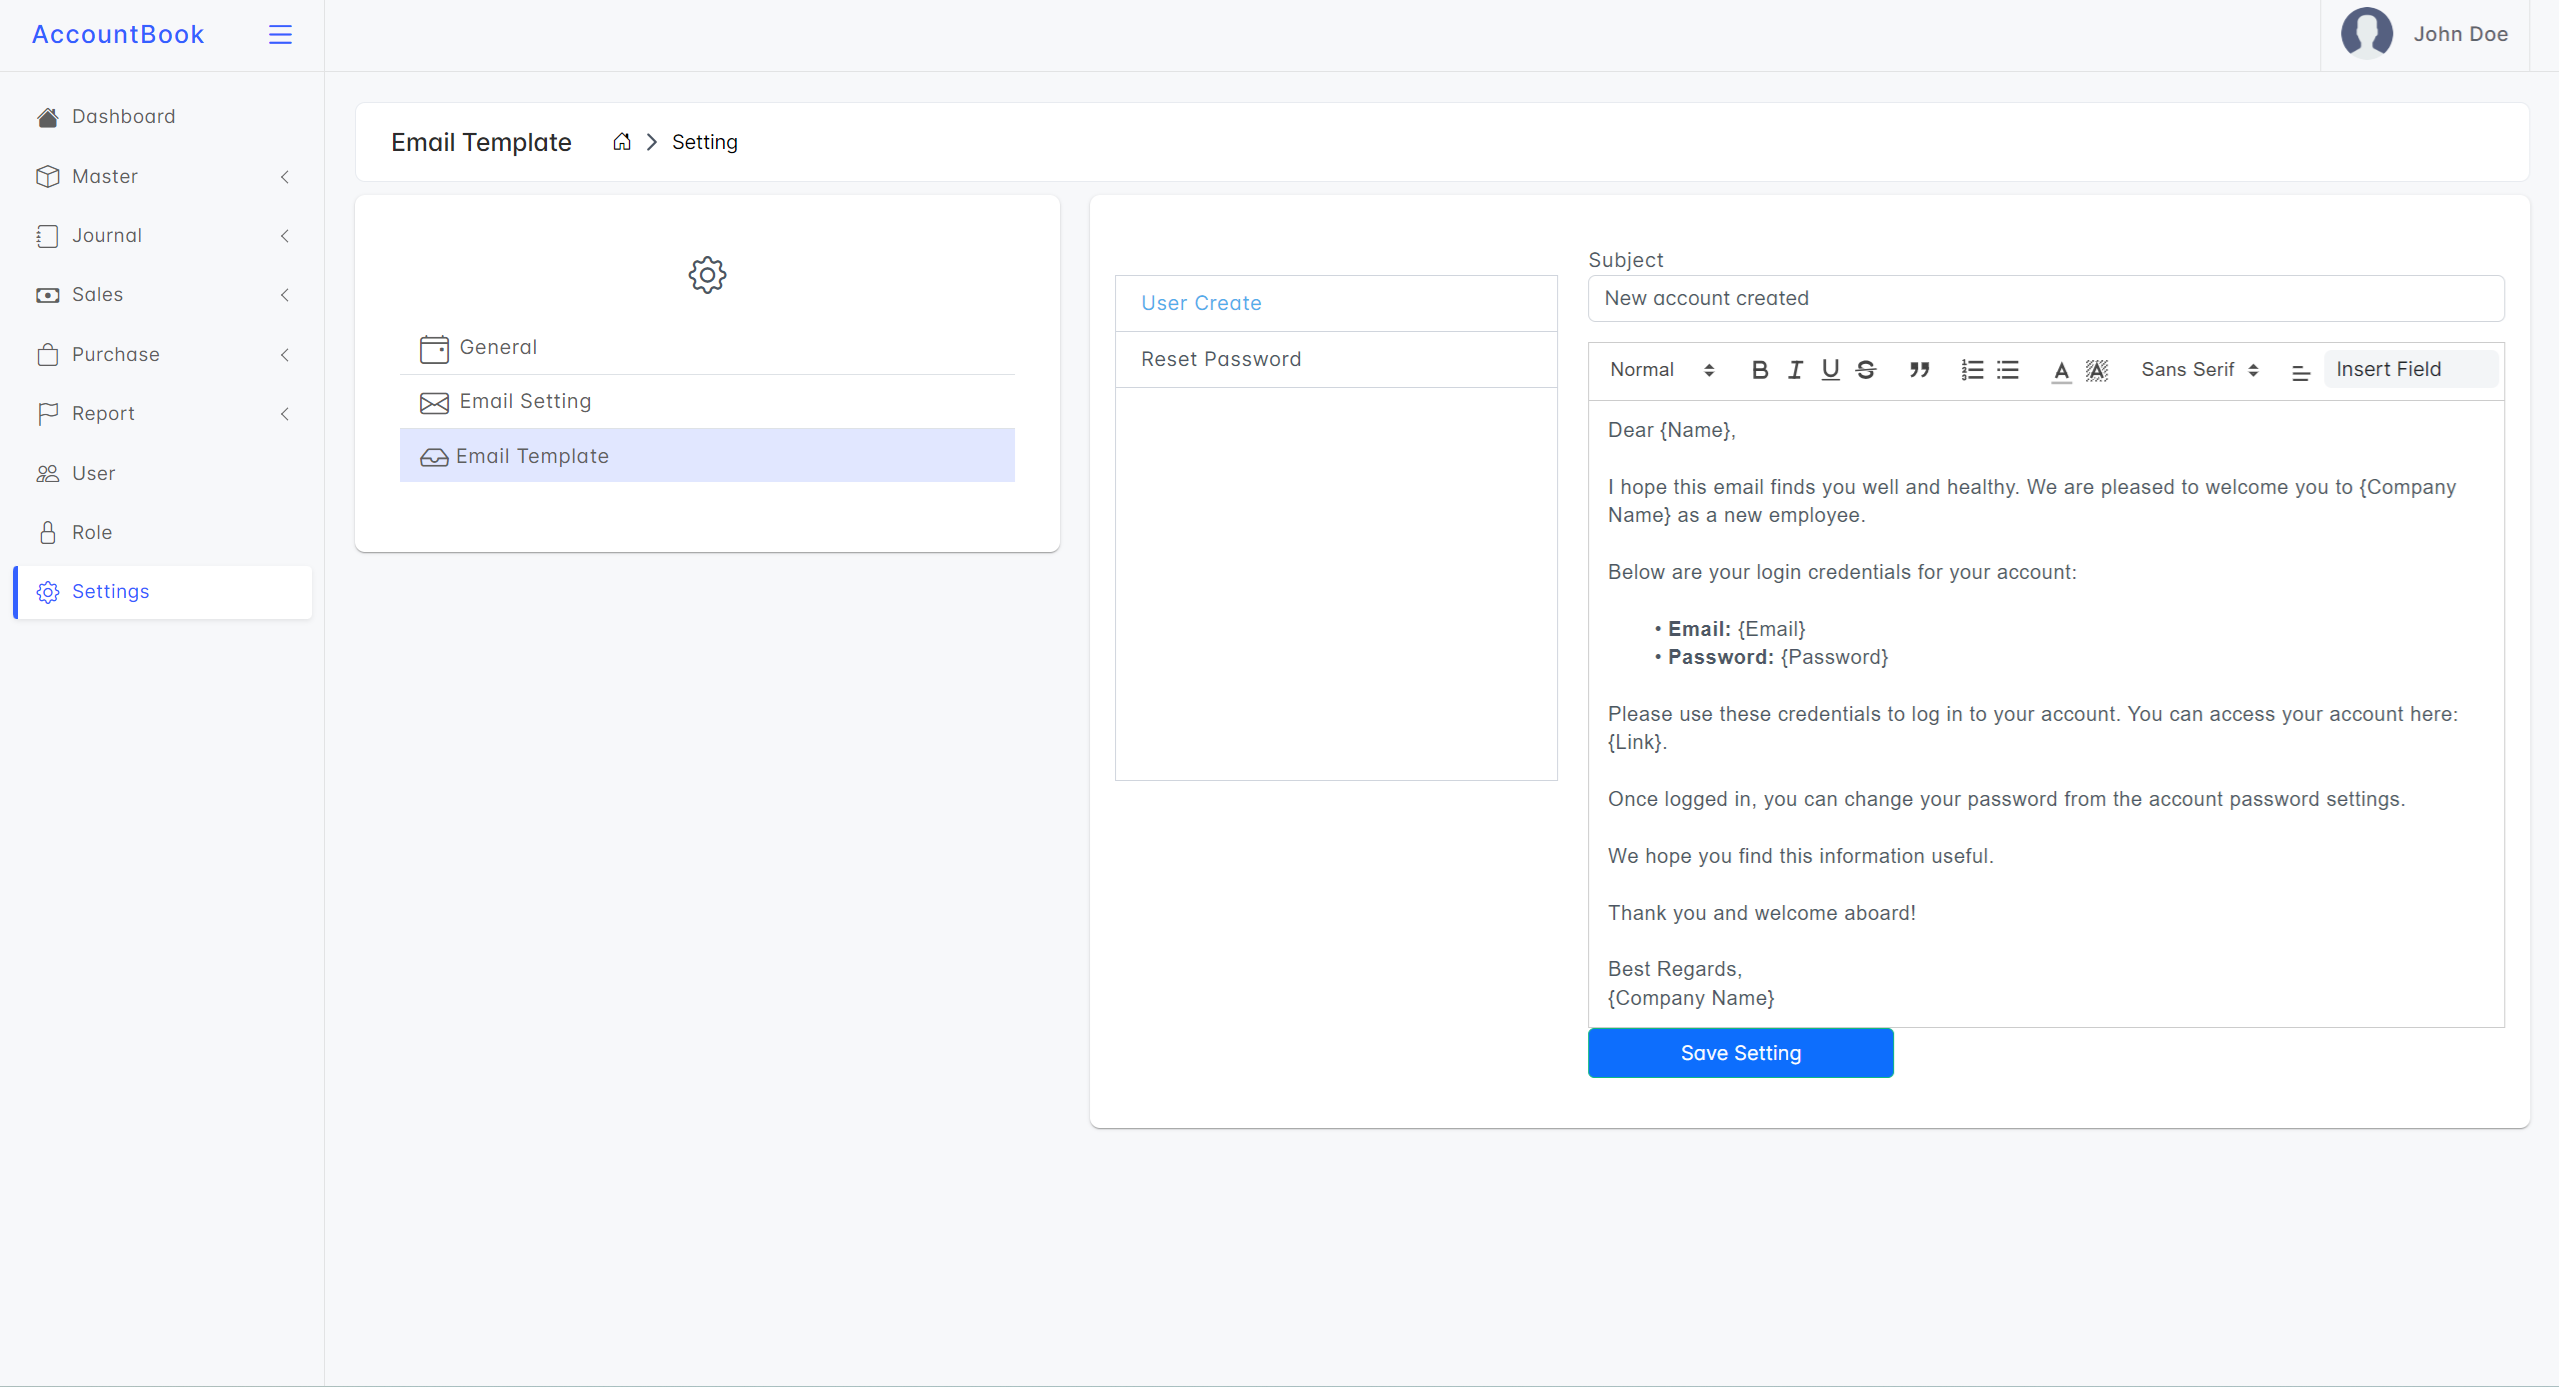 AccountBook
John Doe
Dashboard
Master
Journal
Sales
Purchase
Report
User
Role
Settings
Email Template
Setting
General
Email Setting
Email Template
User Create
Reset Password
Subject
New account created
Normal
Sans Serif
Insert Field
Dear {Name},
I hope this email finds you well and healthy. We are pleased to welcome you to {Company
Name} as a new employee.
Below are your login credentials for your account:
• Email: {Email}
• Password: {Password}
Please use these credentials to log in to your account. You can access your account here:
{Link}.
Once logged in, you can change your password from the account password settings.
We hope you find this information useful.
Thank you and welcome aboard!
Best Regards,
{Company Name}
Save Setting